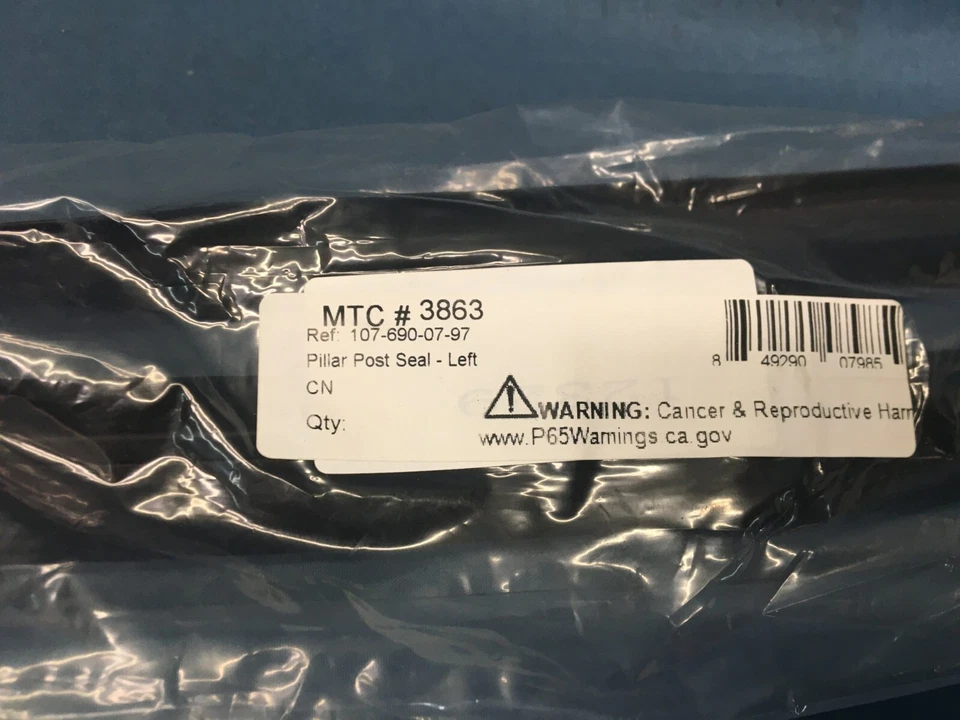 MTC # 3863
Ref: 107-690-07-97
Pillar Post Seal - Left
CN
Qty:
8 49290 07985
WARNING: Cancer & Reproductive Harm
www.P65Warnings.ca.gov